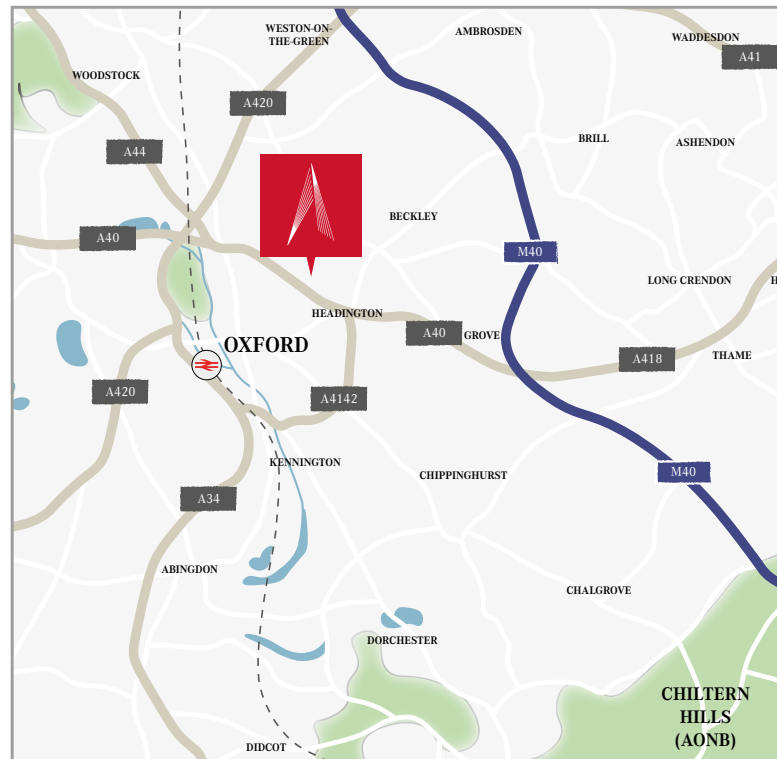 WESTON-ON-
THE-GREEN
AMBROSDEN
WADDESDON
A41
WOODSTOCK
A420
BRILL
ASHENDON
A44
BECKLEY
A40
M40
LONG CRENDON
H
HEADINGTON
A40
GROVE
OXFORD
A418
THAME
A420
A4142
KENNINGTON
CHIPPINGHURST
M40
A34
ABINGDON
CHALGROVE
DORCHESTER
CHILTERN
HILLS
(AONB)
DIDCOT